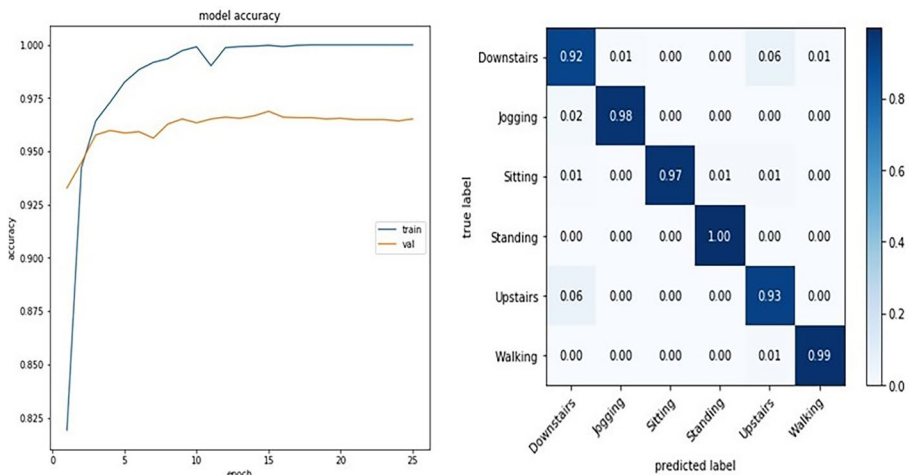 model accuracy
1.000
0.975
0.950
0.925
0.900
0.875
0.850
0.825
accuracy
train
val
0 5 10 15 20 25
epoch
Downstairs 0.92 0.01 0.00 0.00 0.06 0.01
Jogging 0.02 0.98 0.00 0.00 0.00 0.00
Sitting 0.01 0.00 0.97 0.01 0.01 0.00
Standing 0.00 0.00 0.00 1.00 0.00 0.00
Upstairs 0.06 0.00 0.00 0.00 0.93 0.00
Walking 0.00 0.00 0.00 0.00 0.01 0.99
true label
Downstairs Jogging Sitting Standing Upstairs Walking
predicted label
0.8
0.6
0.4
0.2
0.0